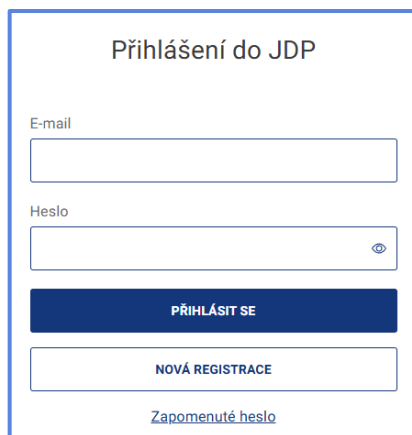 Přihlášení do JDP
E-mail
Heslo
PŘIHLÁSIT SE
NOVÁ REGISTRACE
Zapomenuté heslo